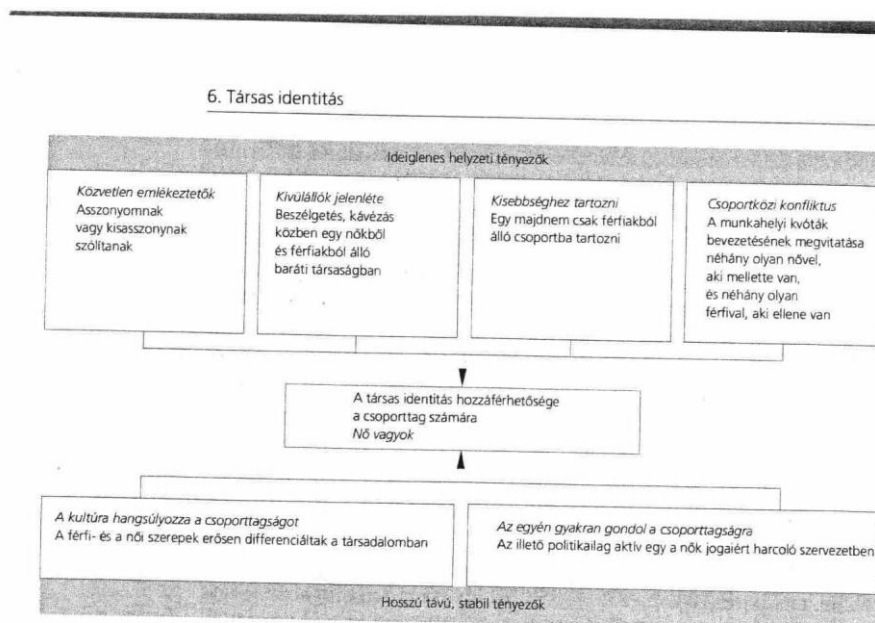 6. Társas identitás
Ideiglenes helyzeti tényezők
Közvetlen emlékeztetők
Asszonyomnak
vagy kisasszonynak
szólítanak
Kívülállók jelenléte
Beszélgetés, kávézás
közben egy nőkből
és férfiakból álló
baráti társaságban
Kisebbséghez tartozni
Egy majdnem csak férfiakból
álló csoportba tartozni
Csoportközi konfliktus
A munkahelyi kvóták
bevezetésének megvitatása
néhány olyan nővel,
aki mellette van,
és néhány olyan
férfival, aki ellene van
A társas identitás hozzáférhetősége
a csoporttag számára
Nő vagyok
A kultúra hangsúlyozza a csoporttagságot
A férfi- és a női szerepek erősen differenciáltak a társadalomban
Az egyén gyakran gondol a csoporttagságra
Az illető politikailag aktív egy a nők jogaiért harcoló szervezetben
Hosszú távú, stabil tényezők